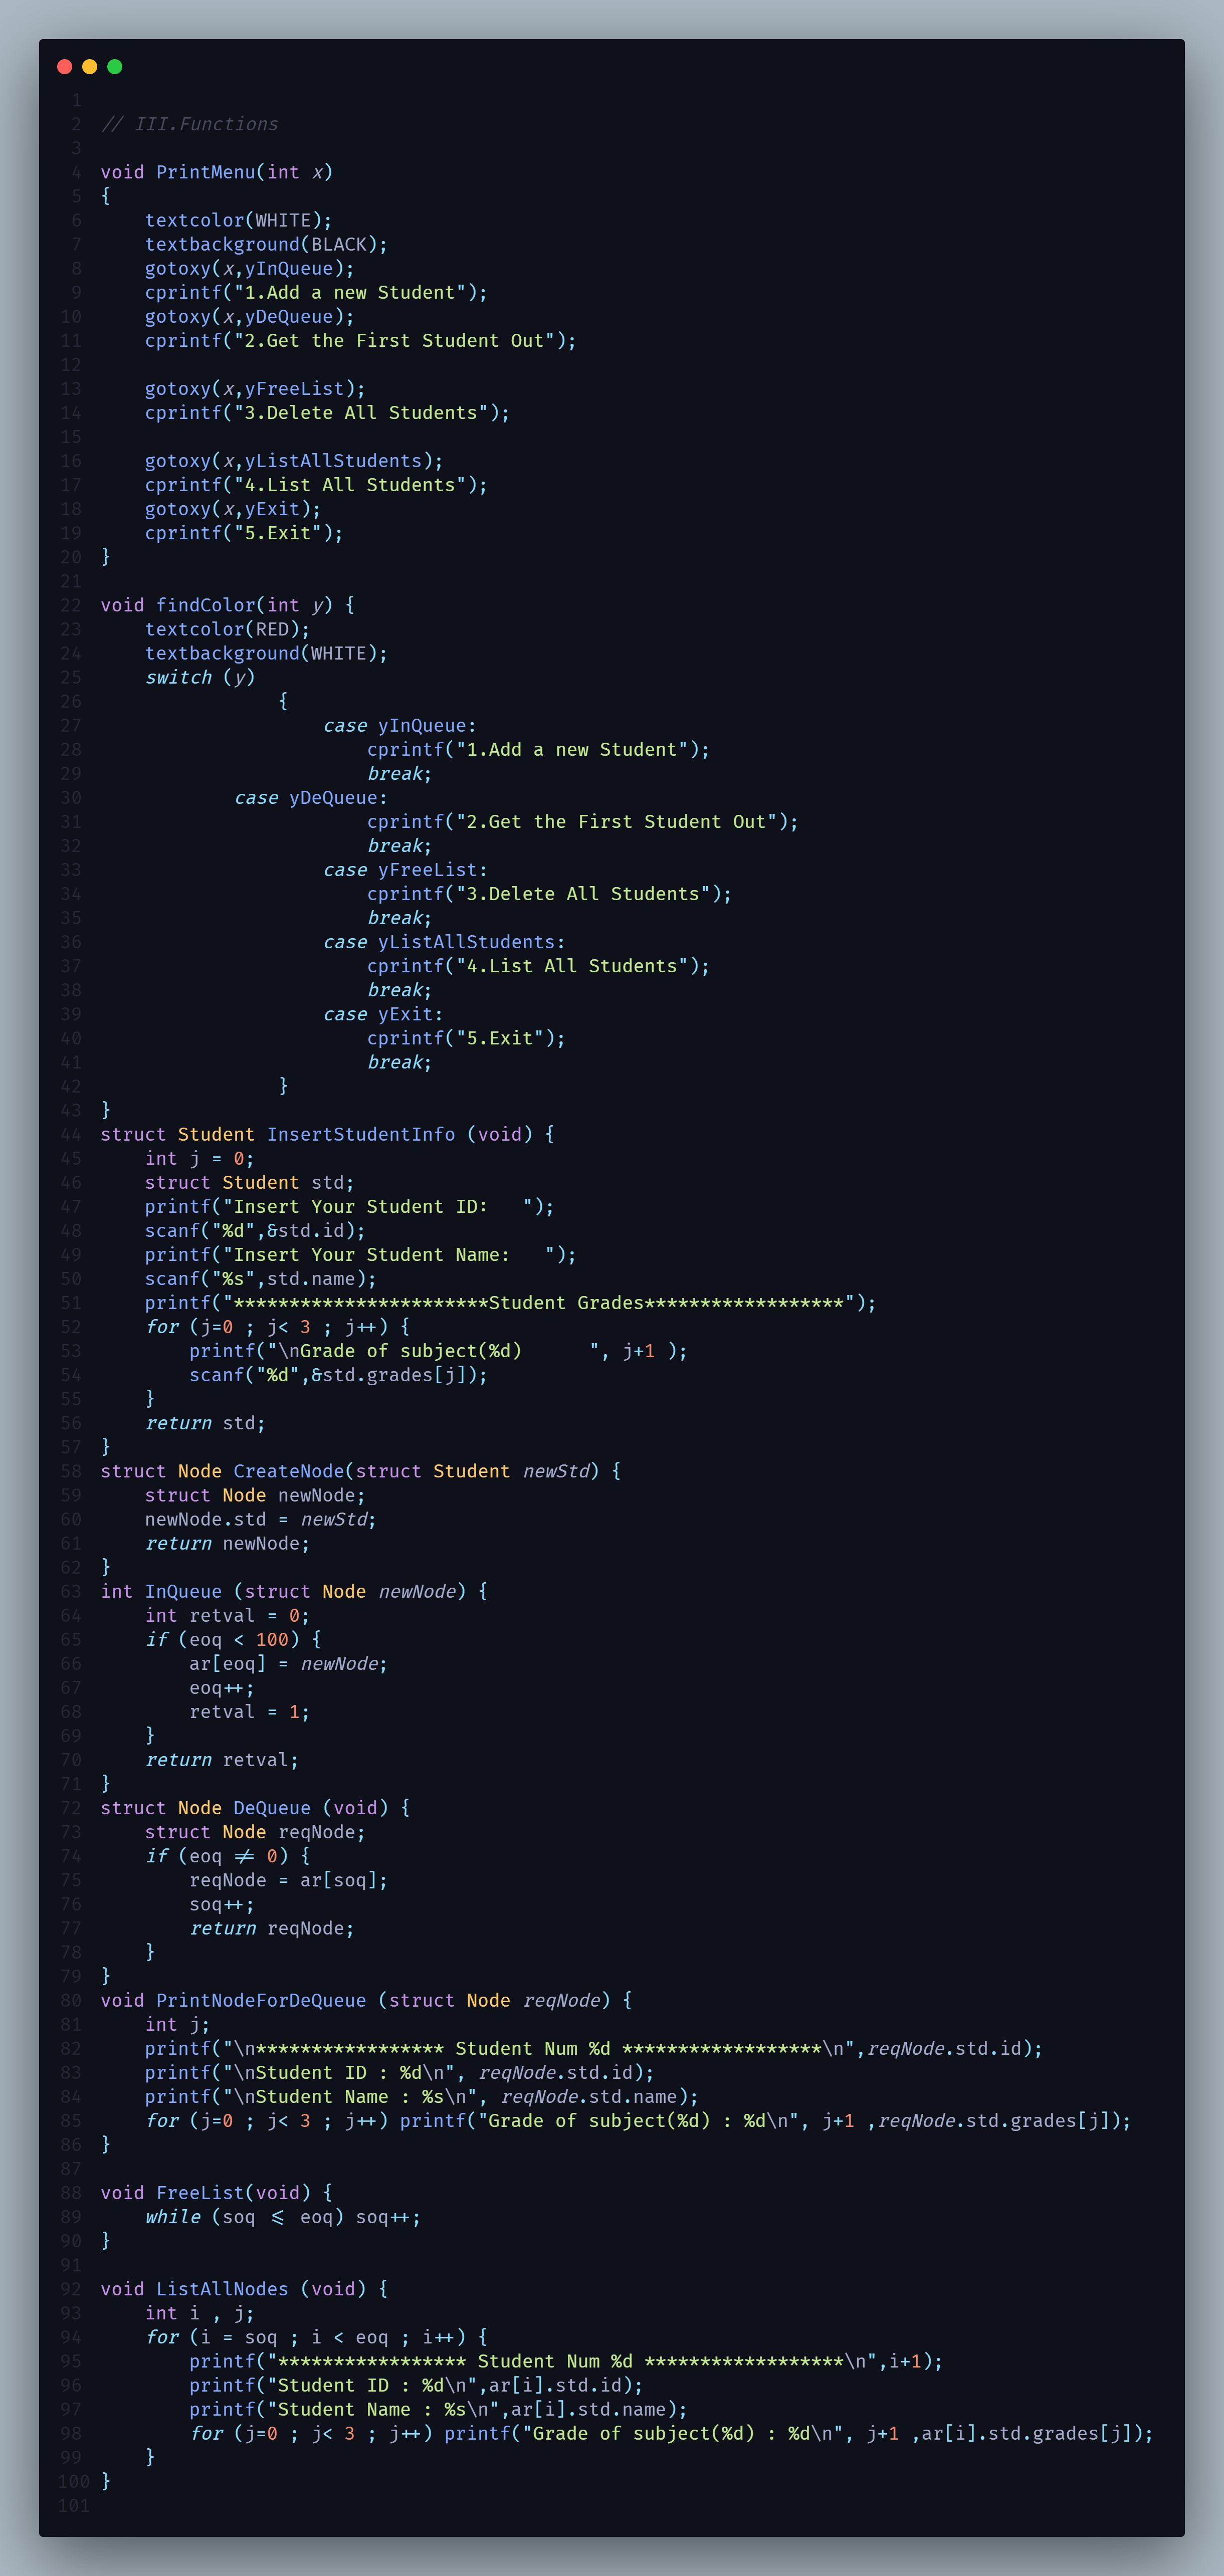 1
2 // III.Functions
3
4 void PrintMenu(int x)
5 {
6     textcolor(WHITE);
7     textbackground(BLACK);
8     gotoxy(x,yInQueue);
9     cprintf("1.Add a new Student");
10     gotoxy(x,yDeQueue);
11     cprintf("2.Get the First Student Out");
12
13     gotoxy(x,yFreeList);
14     cprintf("3.Delete All Students");
15
16     gotoxy(x,yListAllStudents);
17     cprintf("4.List All Students");
18     gotoxy(x,yExit);
19     cprintf("5.Exit");
20 }
21
22 void findColor(int y) {
23     textcolor(RED);
24     textbackground(WHITE);
25     switch (y)
26                 {
27                     case yInQueue:
28                         cprintf("1.Add a new Student");
29                         break;
30             case yDeQueue:
31                         cprintf("2.Get the First Student Out");
32                         break;
33                     case yFreeList:
34                         cprintf("3.Delete All Students");
35                         break;
36                     case yListAllStudents:
37                         cprintf("4.List All Students");
38                         break;
39                     case yExit:
40                         cprintf("5.Exit");
41                         break;
42                 }
43 }
44 struct Student InsertStudentInfo (void) {
45     int j = 0;
46     struct Student std;
47     printf("Insert Your Student ID:   ");
48     scanf("%d",&std.id);
49     printf("Insert Your Student Name:   ");
50     scanf("%s",std.name);
51     printf("***********************Student Grades******************");
52     for (j=0 ; j< 3 ; j++) {
53         printf("\nGrade of subject(%d)      ", j+1 );
54         scanf("%d",&std.grades[j]);
55     }
56     return std;
57 }
58 struct Node CreateNode(struct Student newStd) {
59     struct Node newNode;
60     newNode.std = newStd;
61     return newNode;
62 }
63 int InQueue (struct Node newNode) {
64     int retval = 0;
65     if (eoq < 100) {
66         ar[eoq] = newNode;
67         eoq++;
68         retval = 1;
69     }
70     return retval;
71 }
72 struct Node DeQueue (void) {
73     struct Node reqNode;
74     if (eoq != 0) {
75         reqNode = ar[soq];
76         soq++;
77         return reqNode;
78     }
79 }
80 void PrintNodeForDeQueue (struct Node reqNode) {
81     int j;
82     printf("\n***************** Student Num %d ******************\n",reqNode.std.id);
83     printf("\nStudent ID : %d\n", reqNode.std.id);
84     printf("\nStudent Name : %s\n", reqNode.std.name);
85     for (j=0 ; j< 3 ; j++) printf("Grade of subject(%d) : %d\n", j+1 ,reqNode.std.grades[j]);
86 }
87
88 void FreeList(void) {
89     while (soq <= eoq) soq++;
90 }
91
92 void ListAllNodes (void) {
93     int i , j;
94     for (i = soq ; i < eoq ; i++) {
95         printf("***************** Student Num %d ******************\n",i+1);
96         printf("Student ID : %d\n",ar[i].std.id);
97         printf("Student Name : %s\n",ar[i].std.name);
98         for (j=0 ; j< 3 ; j++) printf("Grade of subject(%d) : %d\n", j+1 ,ar[i].std.grades[j]);
99     }
100 }
101